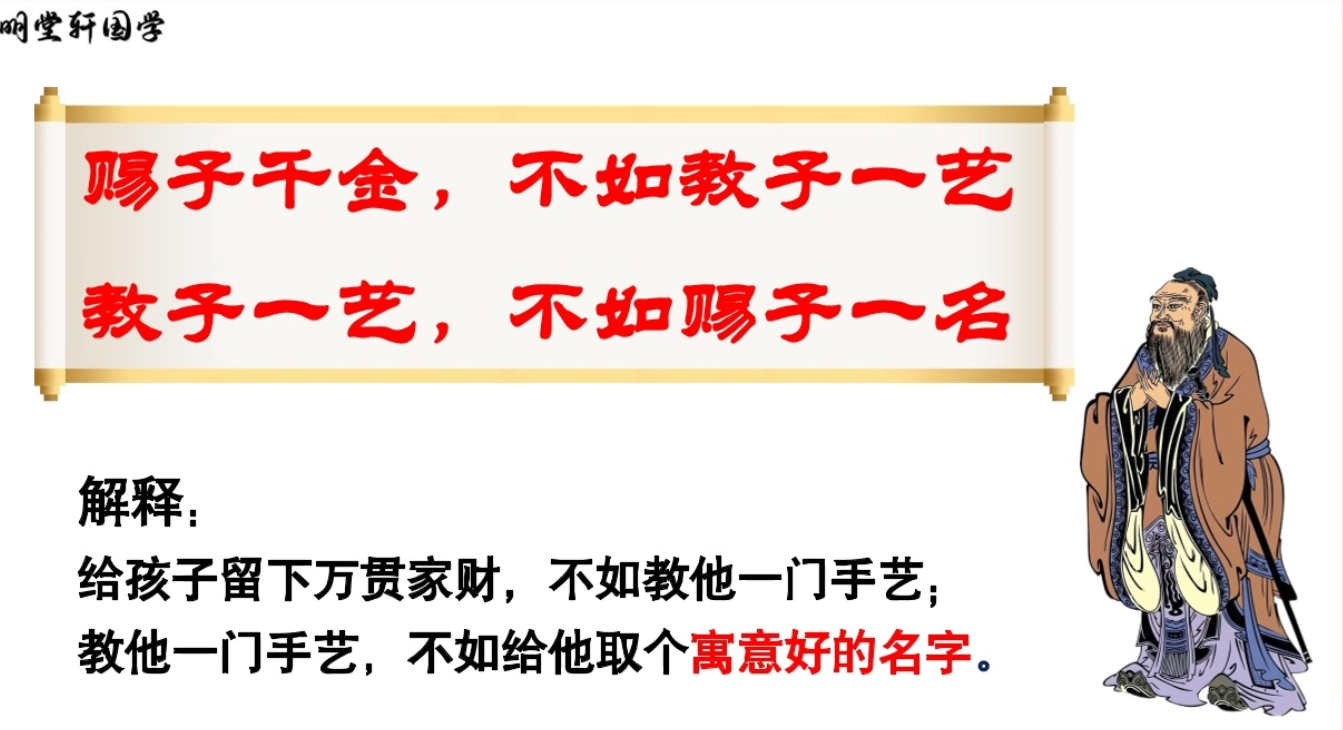 明堂轩国学
赐子千金，不如教子一艺
教子一艺，不如赐子一名
解释：
给孩子留下万贯家财，不如教他一门手艺；
教他一门手艺，不如给他取个寓意好的名字。